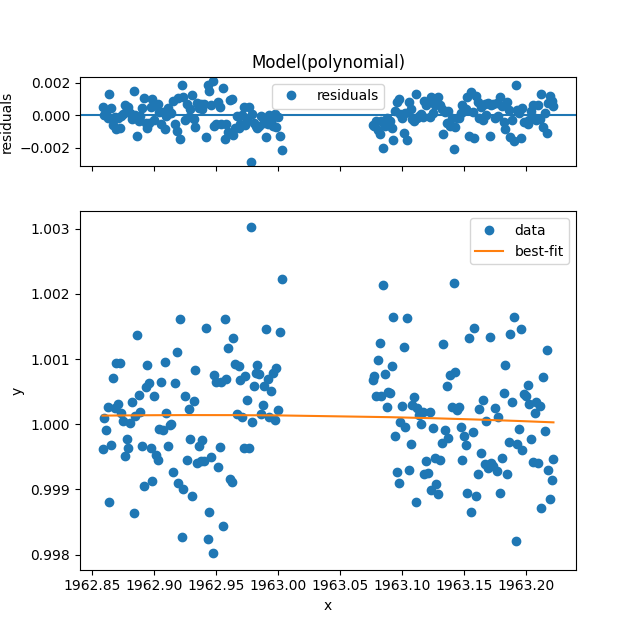 Model(polynomial)
residuals
0.002
0.000
−0.002
residuals
1.003
1.002
1.001
1.000
0.999
0.998
y
data
best-fit
1962.85 1962.90 1962.95 1963.00 1963.05 1963.10 1963.15 1963.20
x